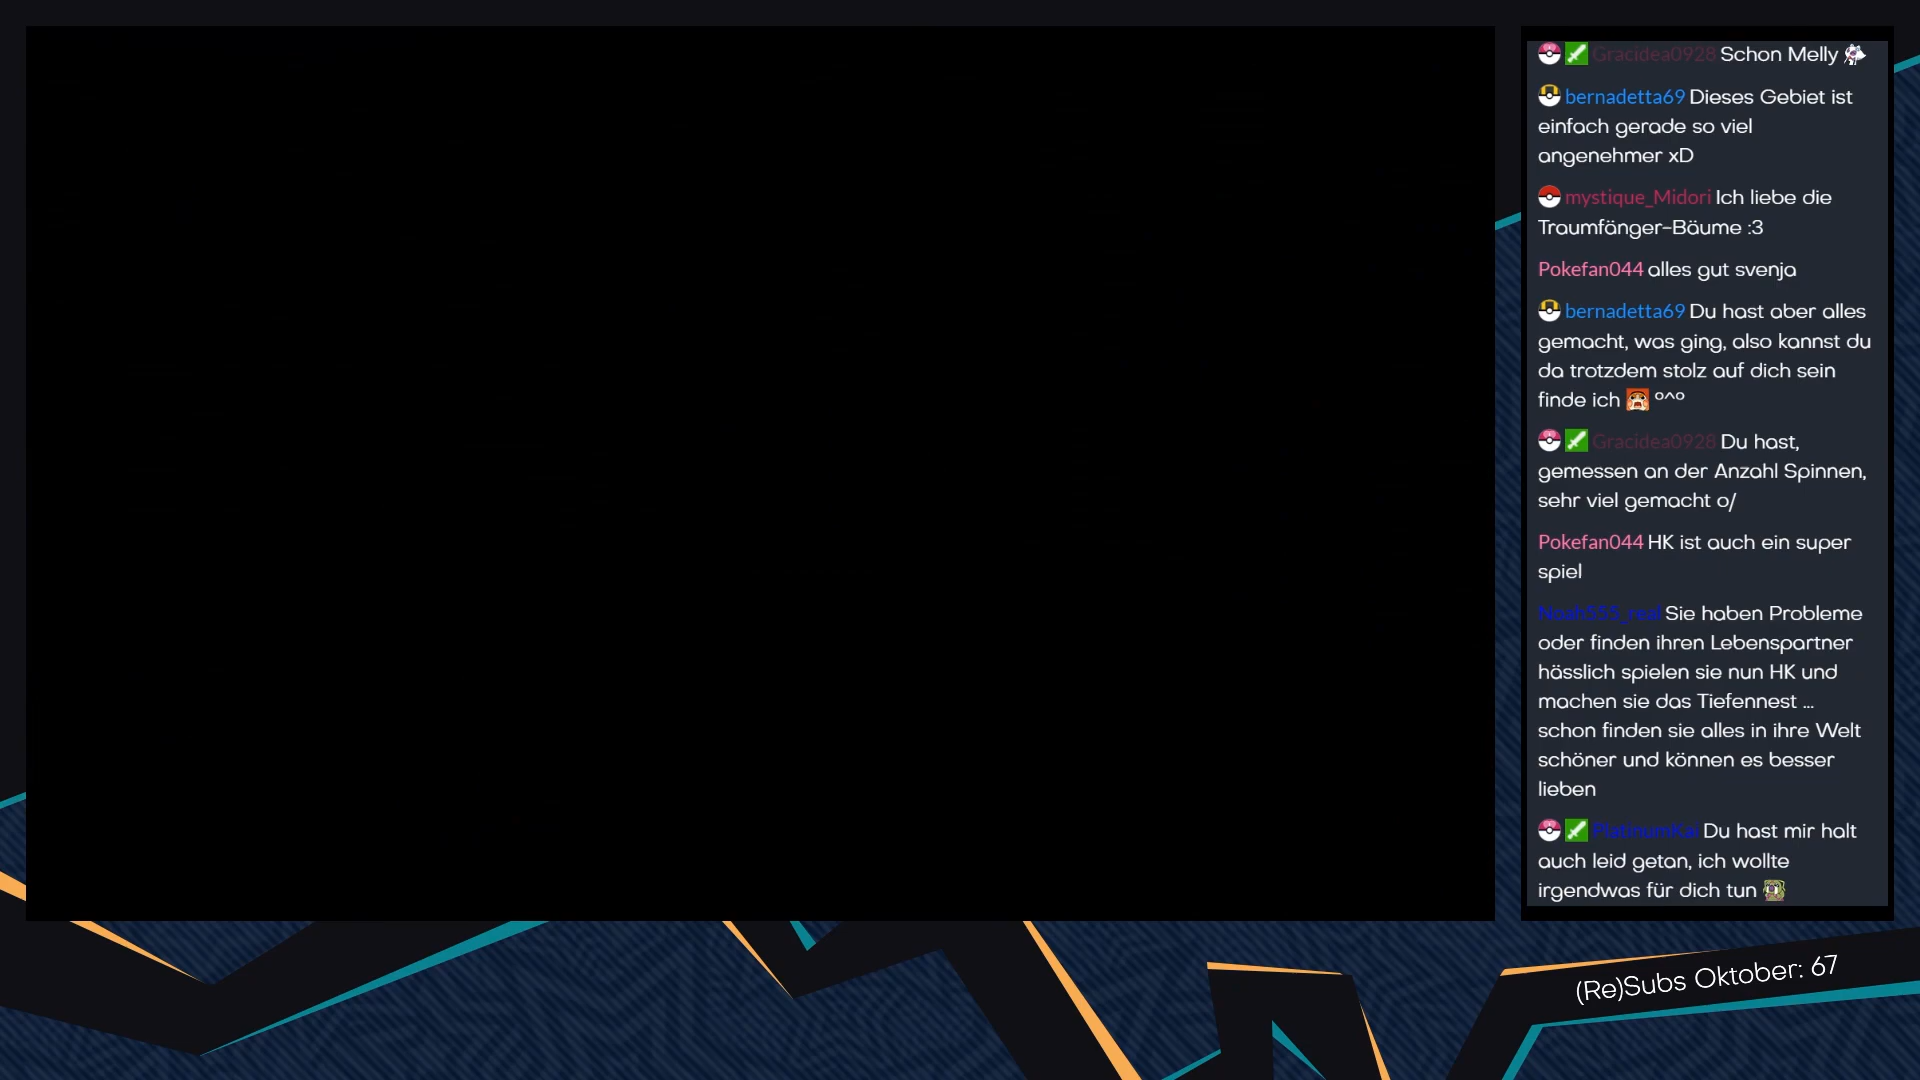 Gracidea0928 Schon Melly
bernadetta69 Dieses Gebiet ist
einfach gerade so viel
angenehmer xD
mystique_Midori Ich liebe die
Traumfänger-Bäume :3
Pokefan044 alles gut svenja
bernadetta69 Du hast aber alles
gemacht, was ging, also kannst du
da trotzdem stolz auf dich sein
finde ich º^º
Gracidea0928 Du hast,
gemessen an der Anzahl Spinnen,
sehr viel gemacht o/
Pokefan044 HK ist auch ein super
spiel
Noah555_real Sie haben Probleme
oder finden ihren Lebenspartner
hässlich spielen sie nun HK und
machen sie das Tiefennest ...
schon finden sie alles in ihre Welt
schöner und können es besser
lieben
PlatinumKai Du hast mir halt
auch leid getan, ich wollte
irgendwas für dich tun
(Re)Subs Oktober: 67